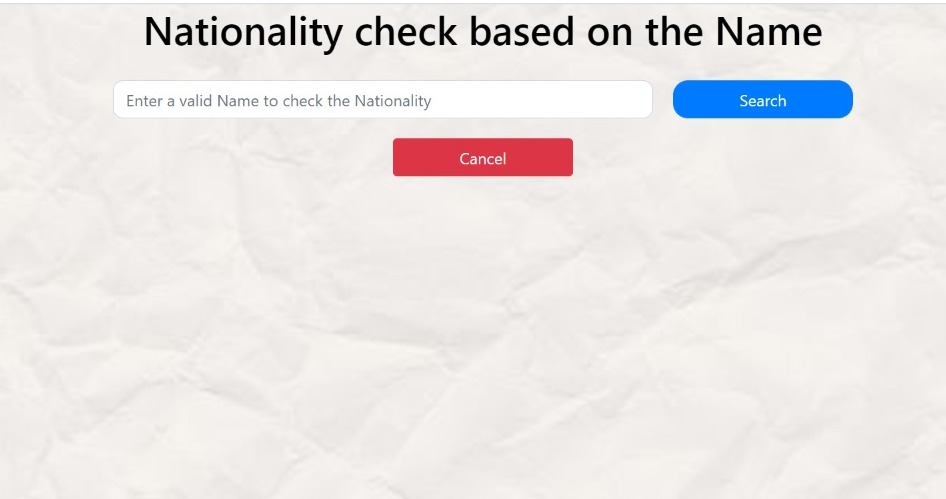 Nationality check based on the Name
Enter a valid Name to check the Nationality
Search
Cancel